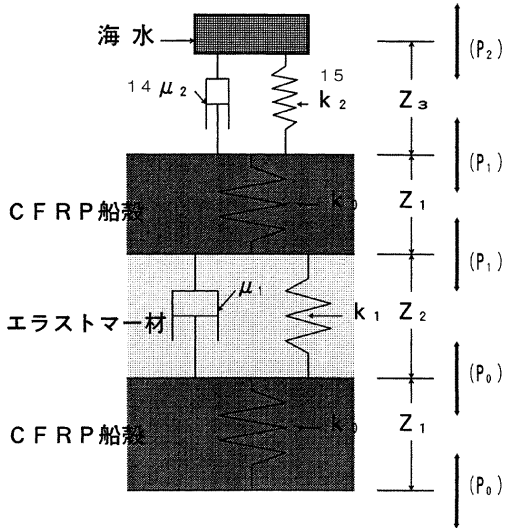 海水
(P₂)
14 μ₂
15
k₂
Z₃
(P₁)
CFRP船殻
k₀
Z₁
(P₁)
μ₁
エラストマー材
k₁
Z₂
(P₀)
CFRP船殻
k₀
Z₁
(P₀)